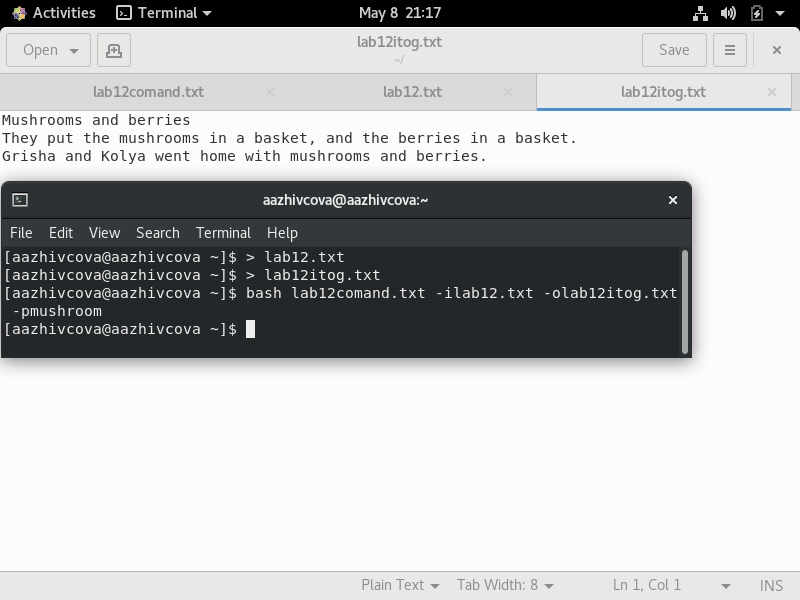 Activities Terminal May 8 21:17
Open lab12itog.txt Save
~/
lab12comand.txt lab12.txt lab12itog.txt
Mushrooms and berries
They put the mushrooms in a basket, and the berries in a basket.
Grisha and Kolya went home with mushrooms and berries.
aazhivcova@aazhivcova:~
File Edit View Search Terminal Help
[aazhivcova@aazhivcova ~]$ > lab12.txt
[aazhivcova@aazhivcova ~]$ > lab12itog.txt
[aazhivcova@aazhivcova ~]$ bash lab12comand.txt -ilab12.txt -olab12itog.txt
-pmushroom
[aazhivcova@aazhivcova ~]$
Plain Text Tab Width: 8 Ln 1, Col 1 INS